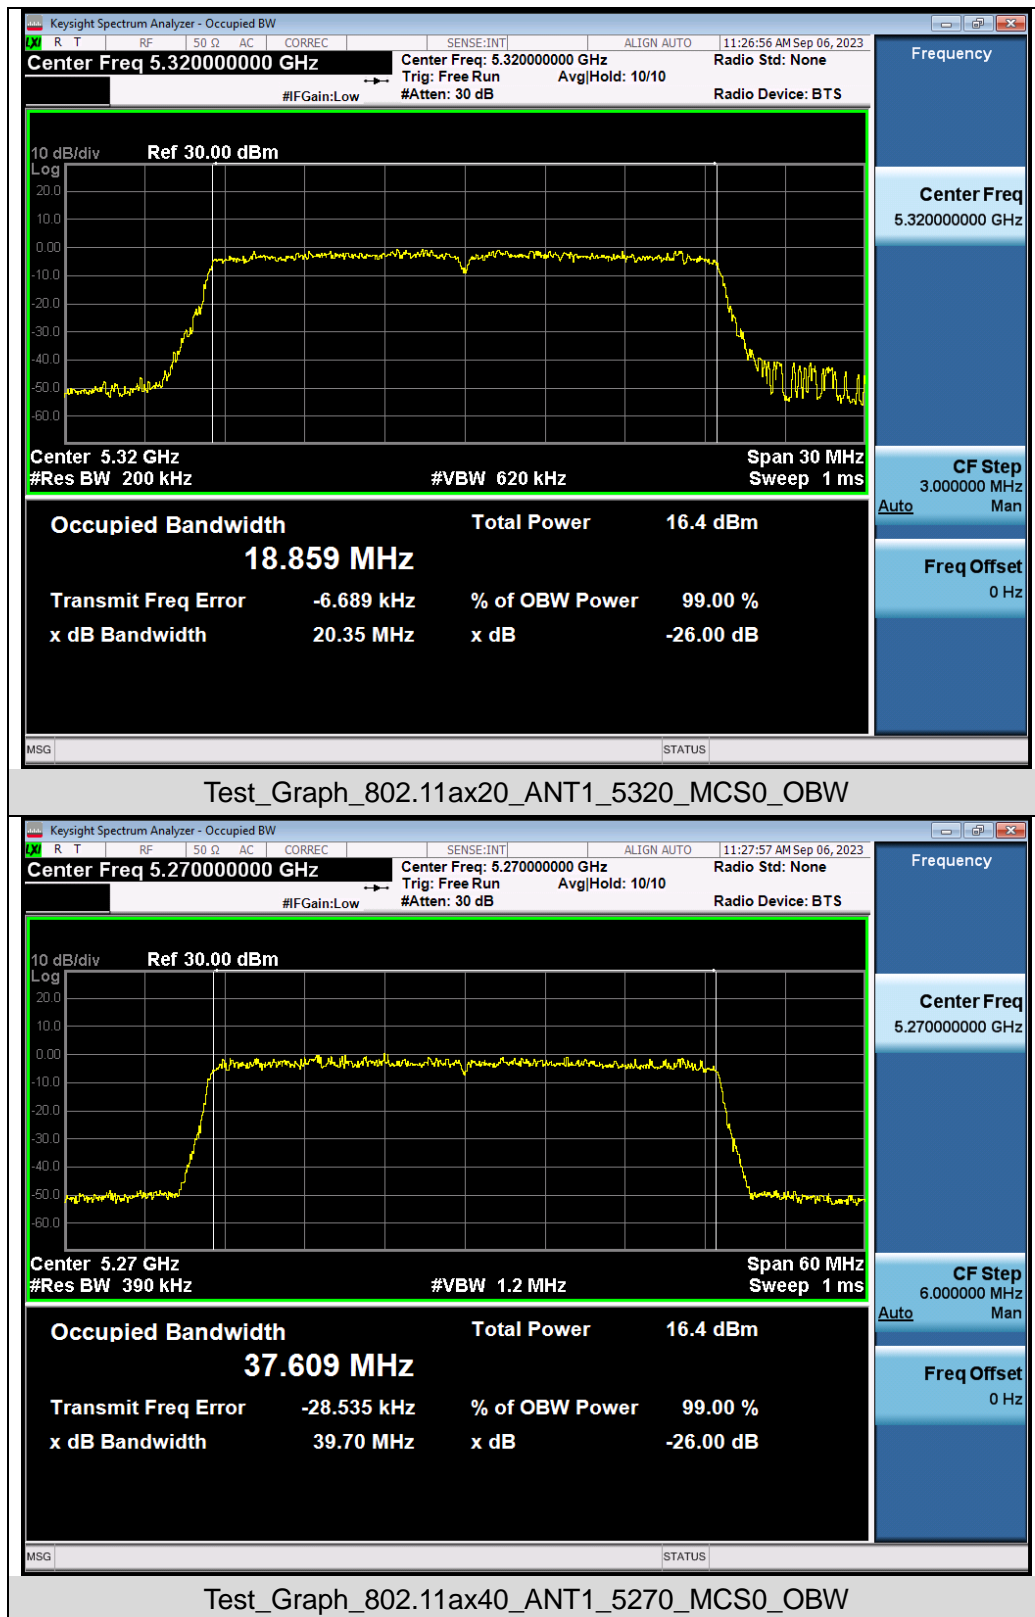 Keysight Spectrum Analyzer - Occupied BW
LXI R T RF 50 Ω AC CORREC SENSE:INT ALIGN AUTO 11:26:56 AM Sep 06, 2023
Center Freq 5.320000000 GHz
Center Freq: 5.320000000 GHz
Radio Std: None
Trig: Free Run Avg|Hold: 10/10
#IFGain:Low
#Atten: 30 dB
Radio Device: BTS
10 dB/div Ref 30.00 dBm
Log
20.0
10.0
0.00
-10.0
-20.0
-30.0
-40.0
-50.0
-60.0
Center 5.32 GHz Span 30 MHz
#Res BW 200 kHz #VBW 620 kHz Sweep 1 ms
Occupied Bandwidth Total Power 16.4 dBm
18.859 MHz
Transmit Freq Error -6.689 kHz % of OBW Power 99.00 %
x dB Bandwidth 20.35 MHz x dB -26.00 dB
MSG STATUS
Frequency
Center Freq
5.320000000 GHz
CF Step
3.000000 MHz
Auto Man
Freq Offset
0 Hz
Test_Graph_802.11ax20_ANT1_5320_MCS0_OBW
Keysight Spectrum Analyzer - Occupied BW
LXI R T RF 50 Ω AC CORREC SENSE:INT ALIGN AUTO 11:27:57 AM Sep 06, 2023
Center Freq 5.270000000 GHz
Center Freq: 5.270000000 GHz
Radio Std: None
Trig: Free Run Avg|Hold: 10/10
#IFGain:Low
#Atten: 30 dB
Radio Device: BTS
10 dB/div Ref 30.00 dBm
Log
20.0
10.0
0.00
-10.0
-20.0
-30.0
-40.0
-50.0
-60.0
Center 5.27 GHz Span 60 MHz
#Res BW 390 kHz #VBW 1.2 MHz Sweep 1 ms
Occupied Bandwidth Total Power 16.4 dBm
37.609 MHz
Transmit Freq Error -28.535 kHz % of OBW Power 99.00 %
x dB Bandwidth 39.70 MHz x dB -26.00 dB
MSG STATUS
Frequency
Center Freq
5.270000000 GHz
CF Step
6.000000 MHz
Auto Man
Freq Offset
0 Hz
Test_Graph_802.11ax40_ANT1_5270_MCS0_OBW